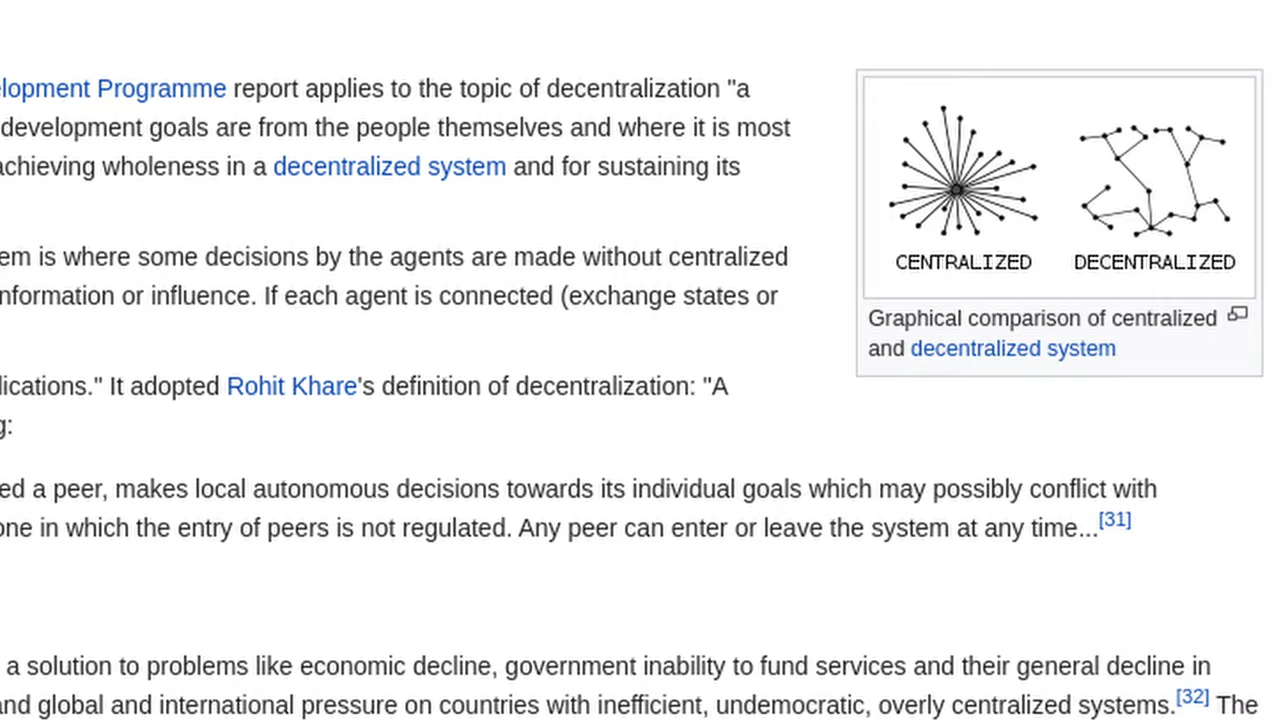 elopment Programme report applies to the topic of decentralization "a
development goals are from the people themselves and where it is most
achieving wholeness in a decentralized system and for sustaining its
em is where some decisions by the agents are made without centralized
nformation or influence. If each agent is connected (exchange states or
lications." It adopted Rohit Khare's definition of decentralization: "A
g:
ed a peer, makes local autonomous decisions towards its individual goals which may possibly conflict with
one in which the entry of peers is not regulated. Any peer can enter or leave the system at any time...[31]
a solution to problems like economic decline, government inability to fund services and their general decline in
and global and international pressure on countries with inefficient, undemocratic, overly centralized systems.[32] The
CENTRALIZED DECENTRALIZED
Graphical comparison of centralized
and decentralized system